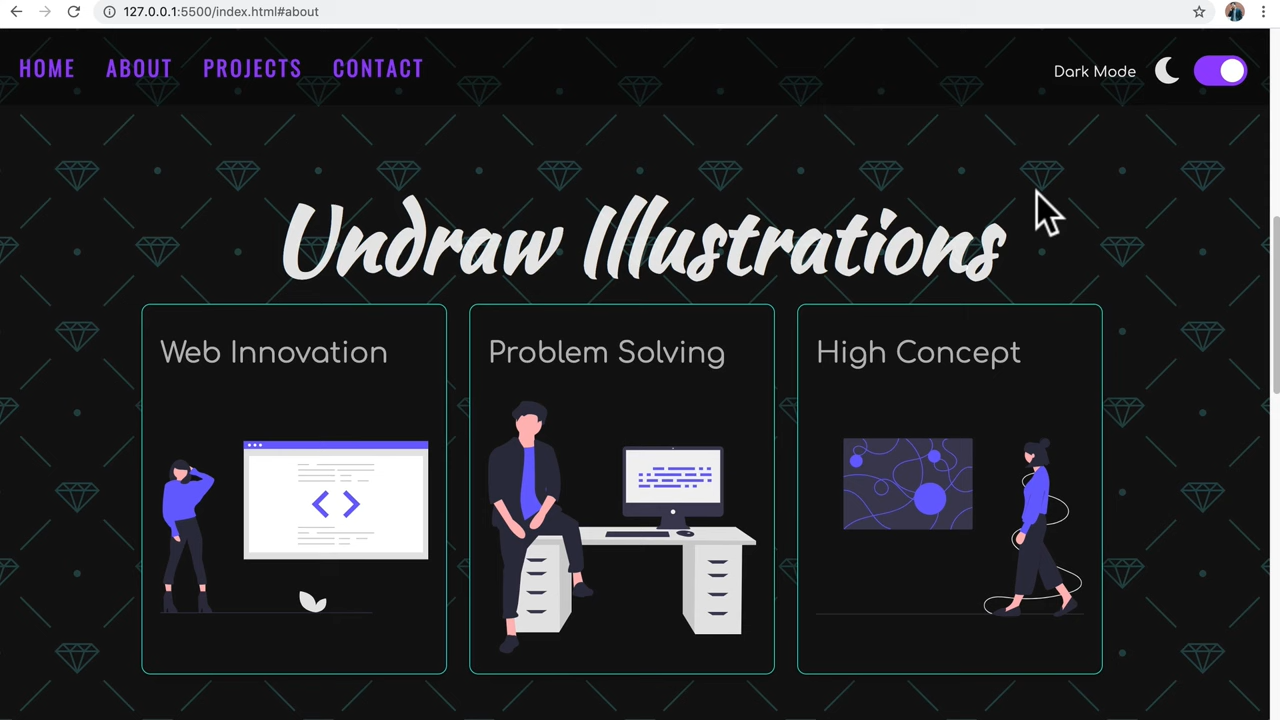 127.0.0.1:5500/index.html#about
HOME ABOUT PROJECTS CONTACT
Dark Mode
Undraw Illustrations
Web Innovation
Problem Solving
High Concept